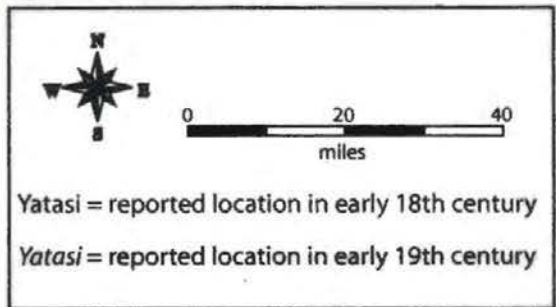 N
W E
S
0 20 40
miles
Yatasi = reported location in early 18th century
Yatasi = reported location in early 19th century